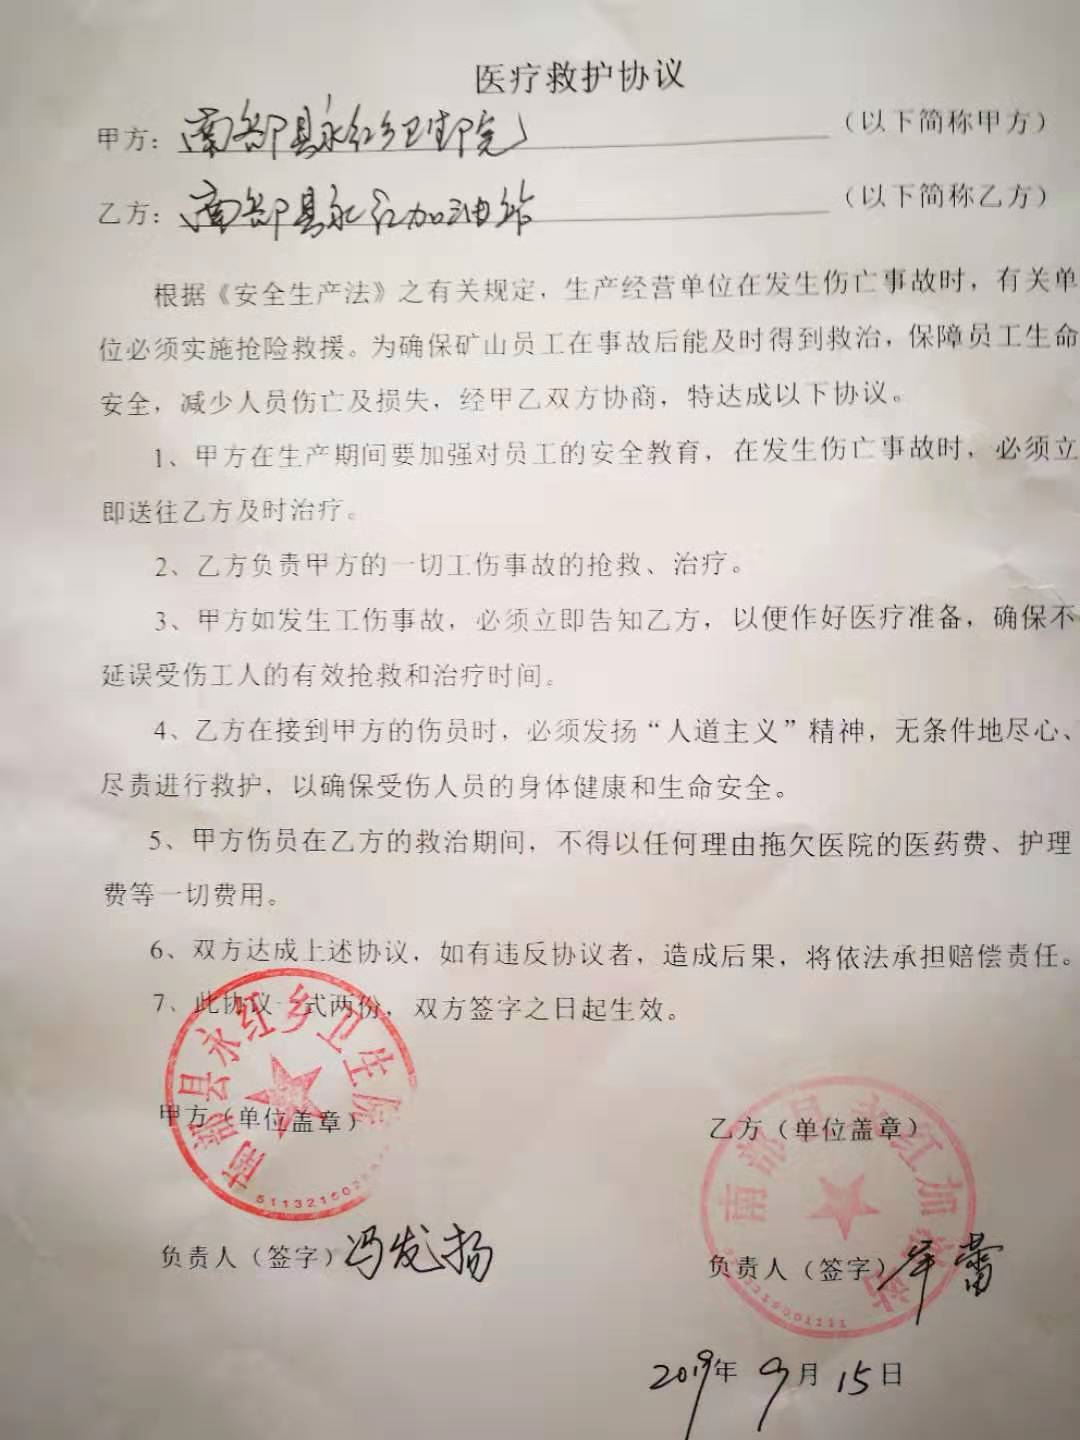 医疗救护协议
甲方：南部县永红乡卫生院（以下简称甲方）
乙方：南部县永红加油站（以下简称乙方）
根据《安全生产法》之有关规定，生产经营单位在发生伤亡事故时，有关单
位必须实施抢险救援。为确保矿山员工在事故后能及时得到救治，保障员工生命
安全，减少人员伤亡及损失，经甲乙双方协商，特达成以下协议。
1、甲方在生产期间要加强对员工的安全教育，在发生伤亡事故时，必须立
即送往乙方及时治疗。
2、乙方负责甲方的一切工伤事故的抢救、治疗。
3、甲方如发生工伤事故，必须立即告知乙方，以便作好医疗准备，确保不
延误受伤工人的有效抢救和治疗时间。
4、乙方在接到甲方的伤员时，必须发扬“人道主义”精神，无条件地尽心、
尽责进行救护，以确保受伤人员的身体健康和生命安全。
5、甲方伤员在乙方的救治期间，不得以任何理由拖欠医院的医药费、护理
费等一切费用。
6、双方达成上述协议，如有违反协议者，造成后果，将依法承担赔偿责任。
7、此协议一式两份，双方签字之日起生效。
南部县永红乡卫生院
甲方（单位盖章）
乙方（单位盖章）
南部县永红加油站
负责人（签字）冯发扬
负责人（签字）蕾
2019年9月15日